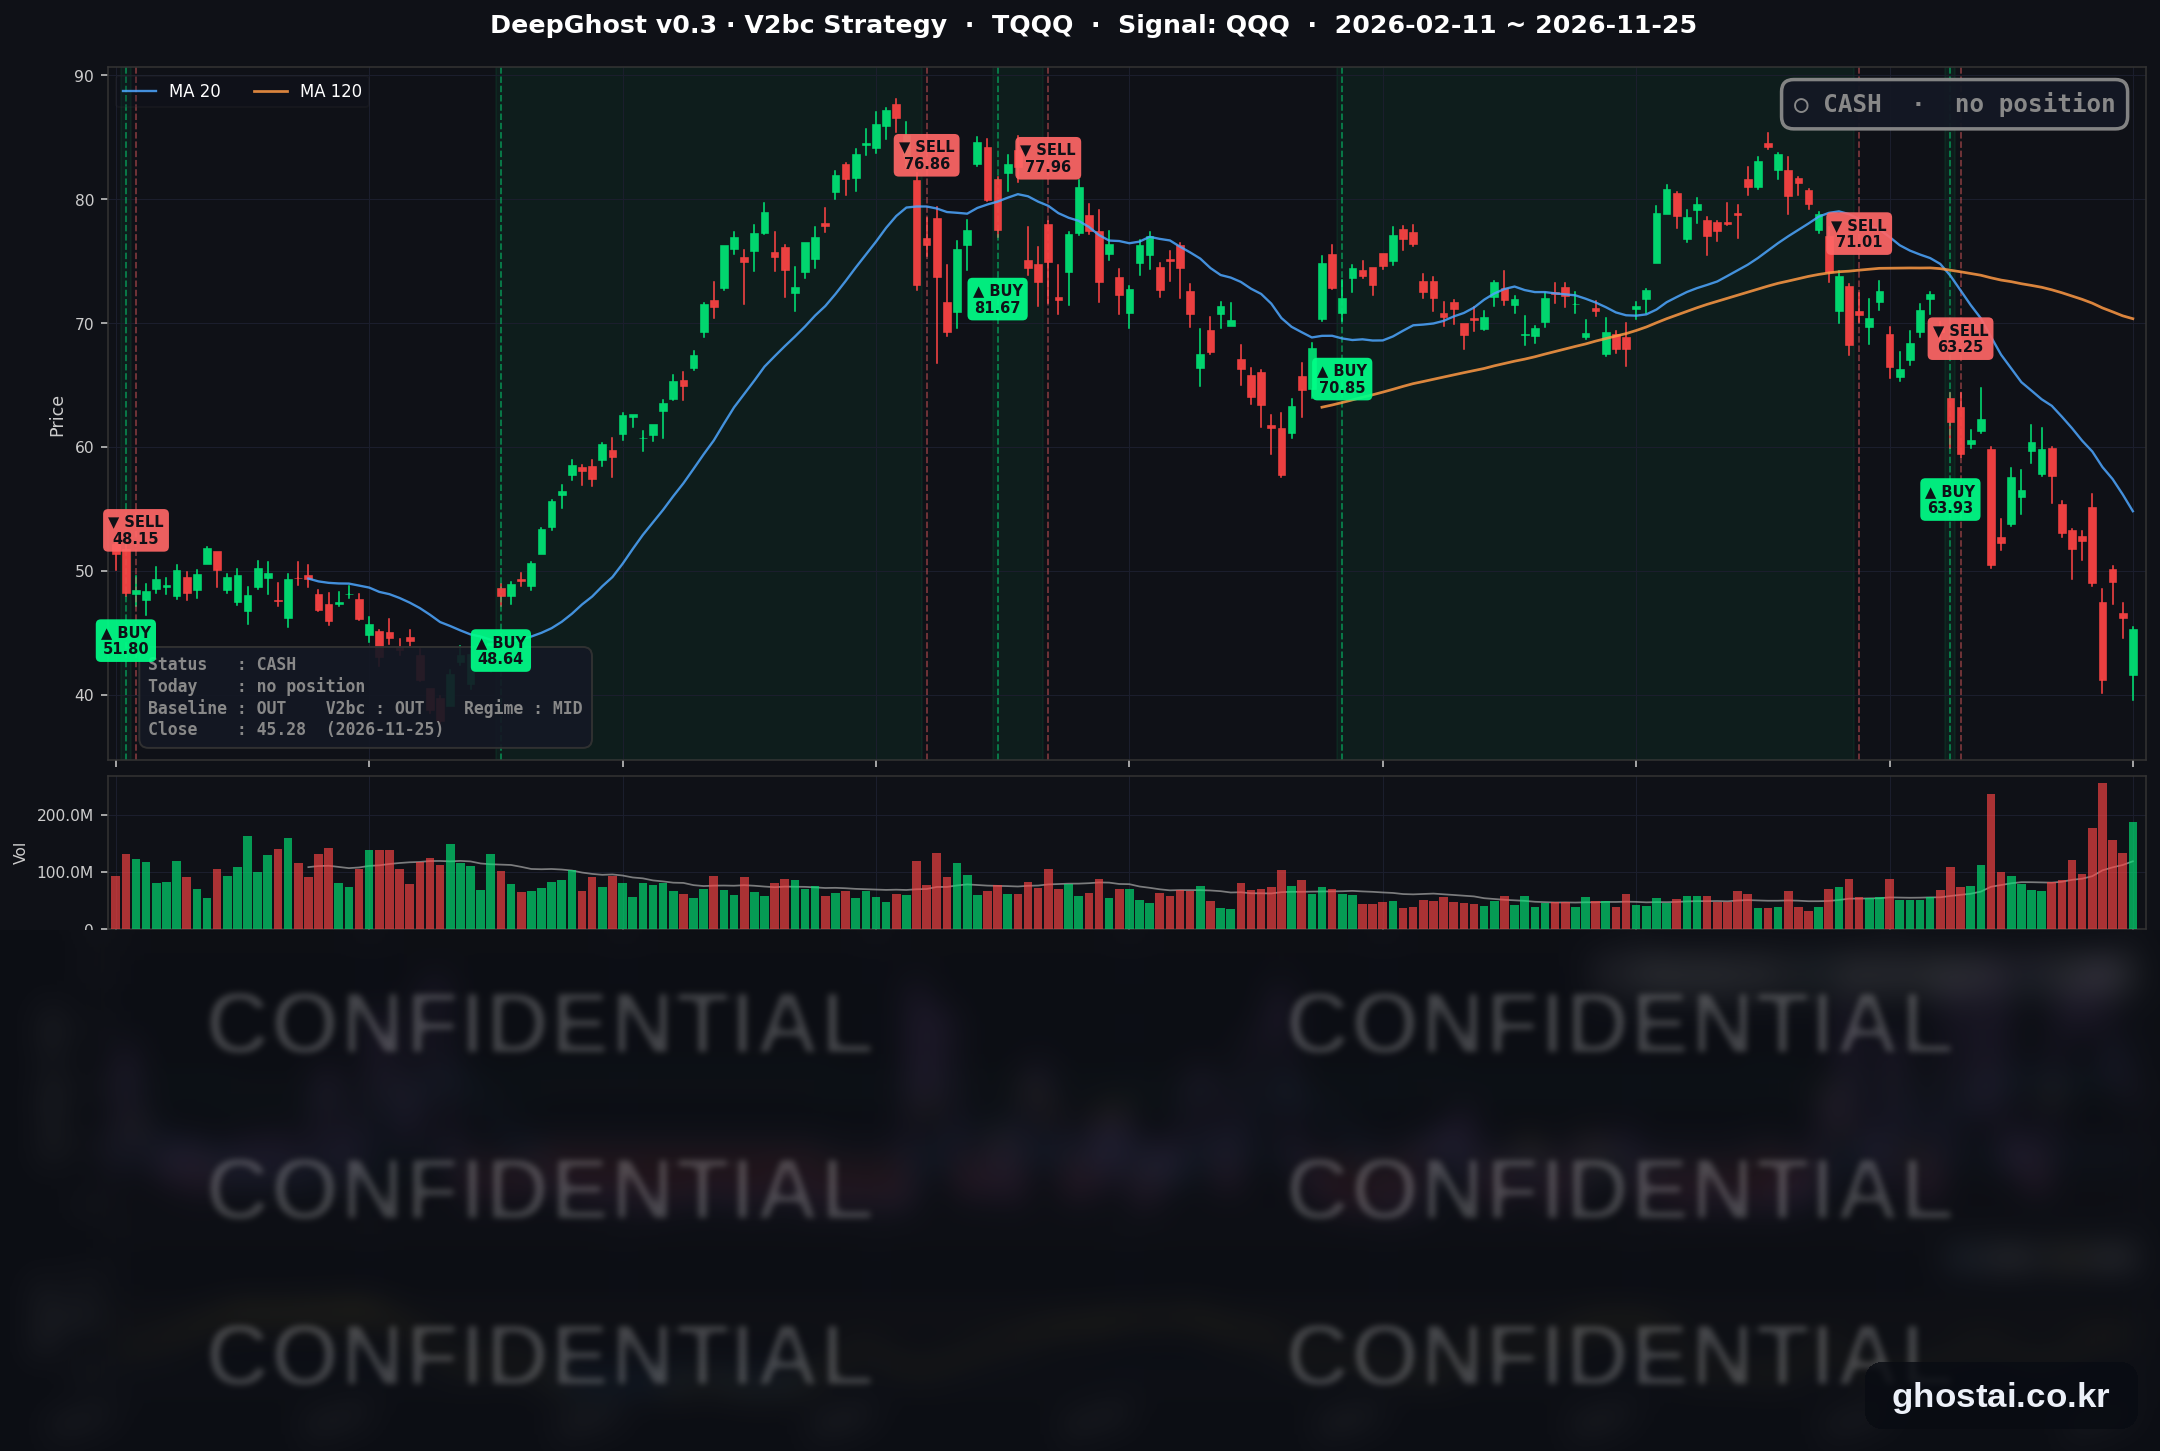 DeepGhost v0.3 · V2bc Strategy · TQQQ · Signal: QQQ · 2026-02-11 ~ 2026-11-25
MA 20 MA 120
○ CASH · no position
90
80
70
60
50
40
Price
▼ SELL
48.15
▲ BUY
51.80
▲ BUY
48.64
▼ SELL
76.86
▲ BUY
81.67
▼ SELL
77.96
▲ BUY
70.85
▼ SELL
71.01
▼ SELL
63.25
▲ BUY
63.93
Status : CASH
Today : no position
Baseline : OUT V2bc : OUT Regime : MID
Close : 45.28 (2026-11-25)
200.0M
100.0M
0
Vol
CONFIDENTIAL CONFIDENTIAL
CONFIDENTIAL CONFIDENTIAL
CONFIDENTIAL CONFIDENTIAL
ghostai.co.kr